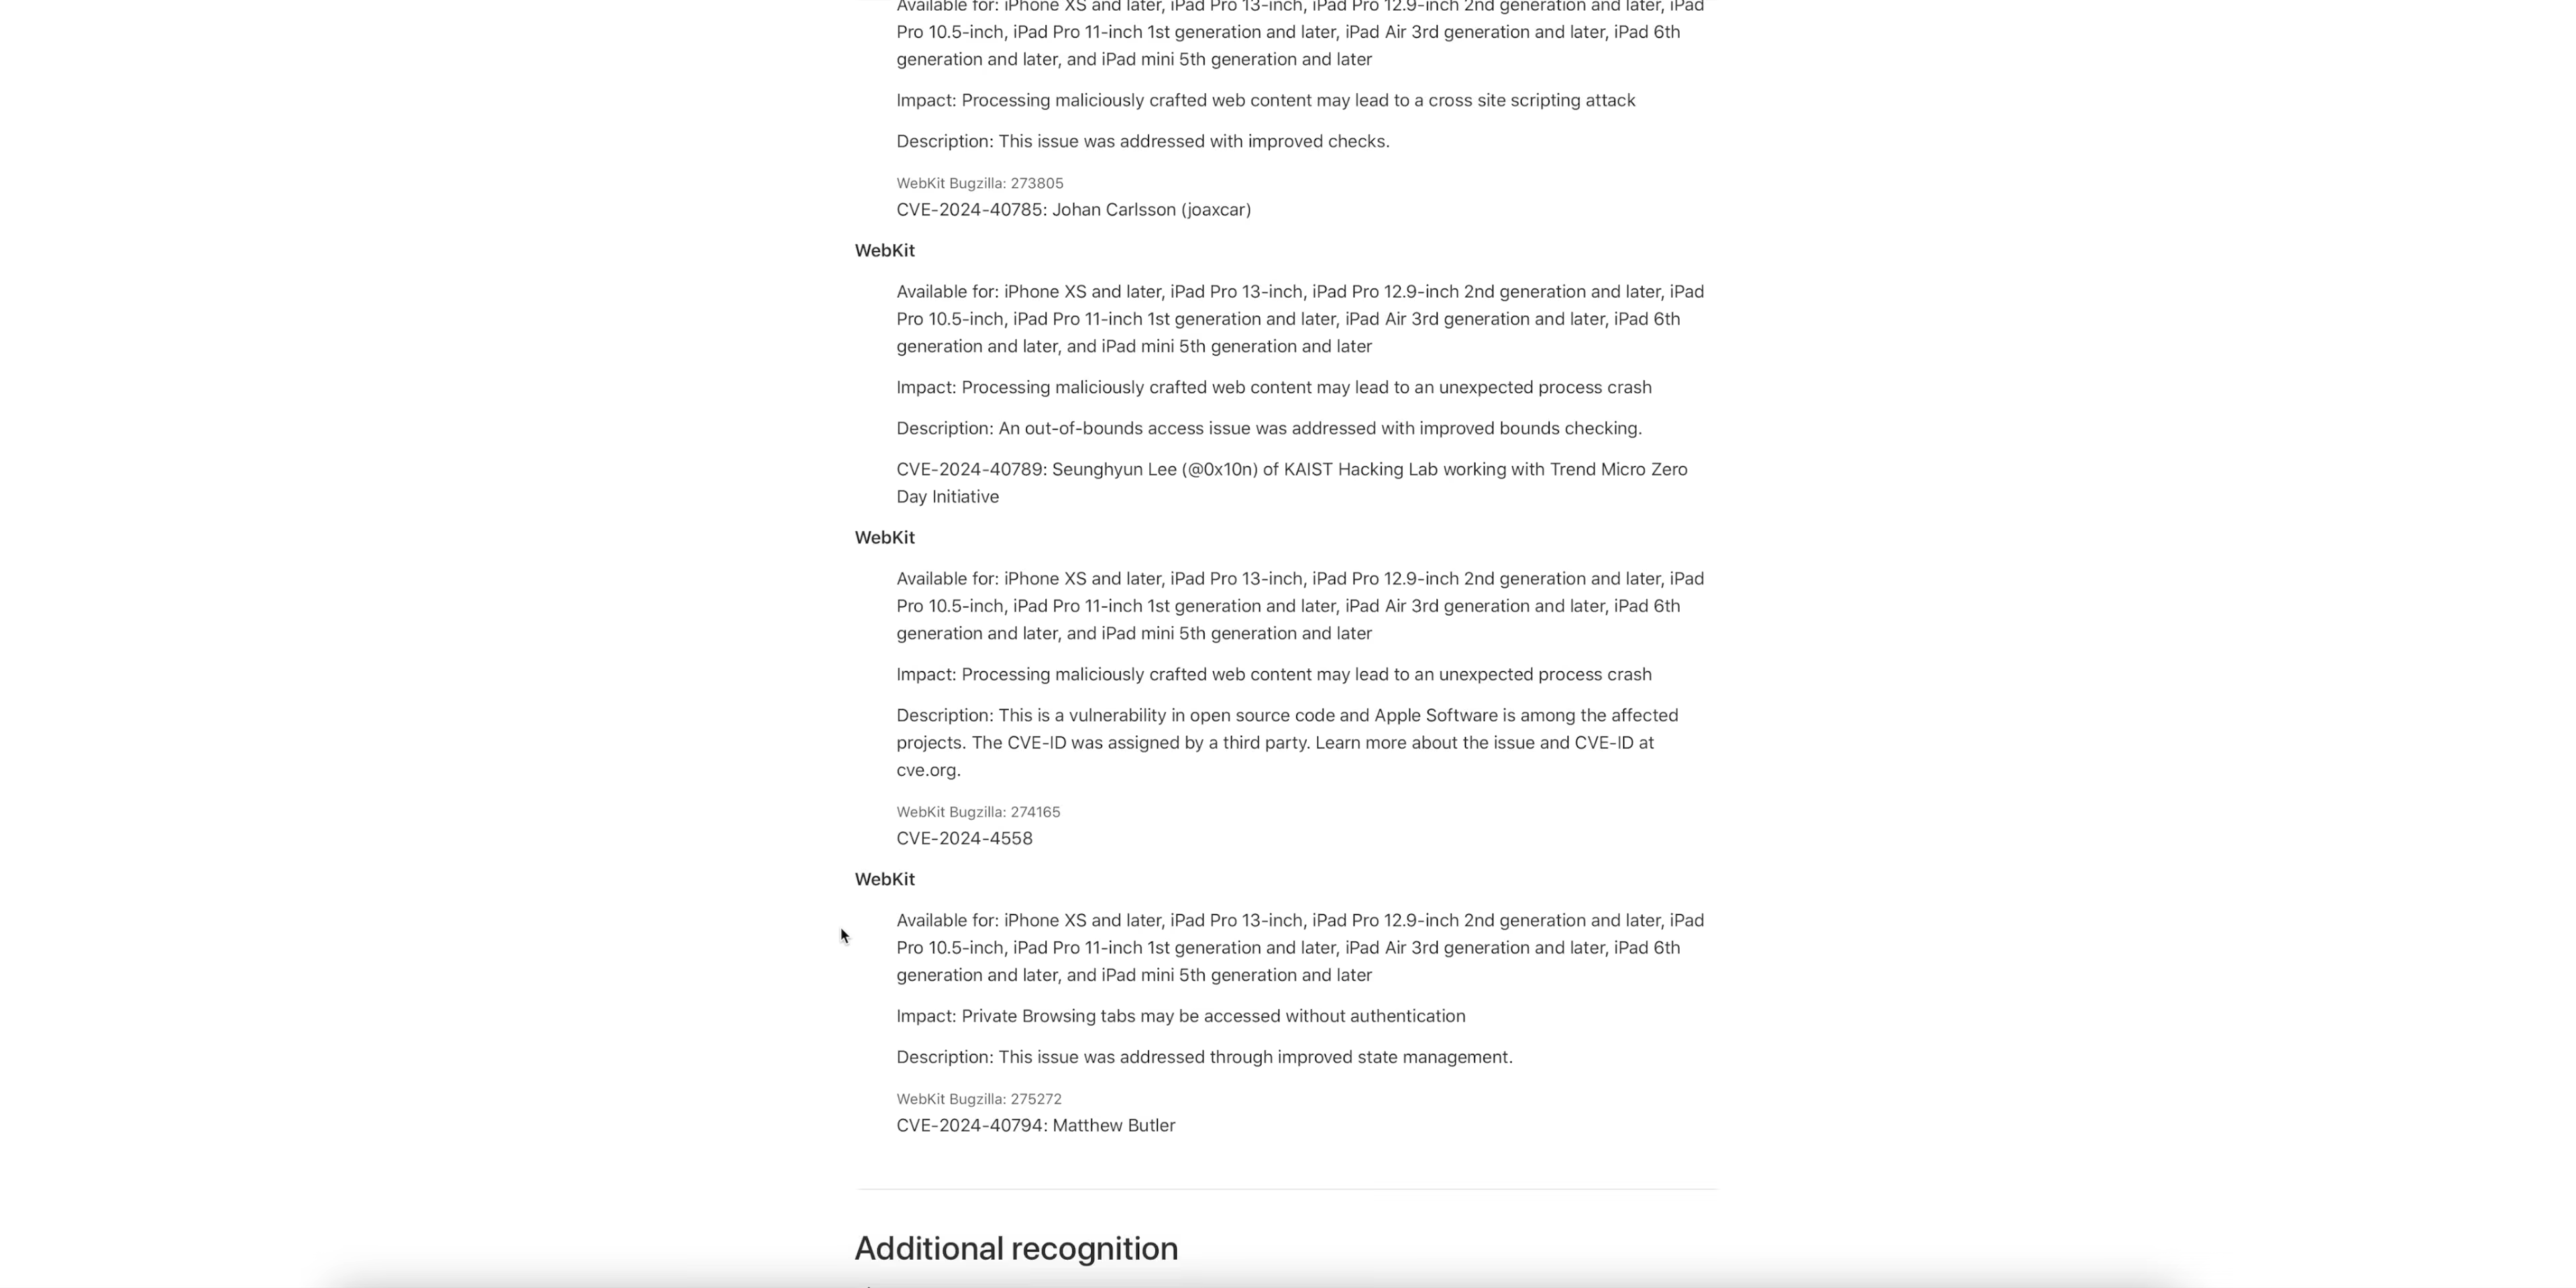 Available for: iPhone XS and later, iPad Pro 13-inch, iPad Pro 12.9-inch 2nd generation and later, iPad
Pro 10.5-inch, iPad Pro 11-inch 1st generation and later, iPad Air 3rd generation and later, iPad 6th
generation and later, and iPad mini 5th generation and later
Impact: Processing maliciously crafted web content may lead to a cross site scripting attack
Description: This issue was addressed with improved checks.
WebKit Bugzilla: 273805
CVE-2024-40785: Johan Carlsson (joaxcar)
WebKit
Available for: iPhone XS and later, iPad Pro 13-inch, iPad Pro 12.9-inch 2nd generation and later, iPad
Pro 10.5-inch, iPad Pro 11-inch 1st generation and later, iPad Air 3rd generation and later, iPad 6th
generation and later, and iPad mini 5th generation and later
Impact: Processing maliciously crafted web content may lead to an unexpected process crash
Description: An out-of-bounds access issue was addressed with improved bounds checking.
CVE-2024-40789: Seunghyun Lee (@0x10n) of KAIST Hacking Lab working with Trend Micro Zero
Day Initiative
WebKit
Available for: iPhone XS and later, iPad Pro 13-inch, iPad Pro 12.9-inch 2nd generation and later, iPad
Pro 10.5-inch, iPad Pro 11-inch 1st generation and later, iPad Air 3rd generation and later, iPad 6th
generation and later, and iPad mini 5th generation and later
Impact: Processing maliciously crafted web content may lead to an unexpected process crash
Description: This is a vulnerability in open source code and Apple Software is among the affected
projects. The CVE-ID was assigned by a third party. Learn more about the issue and CVE-ID at
cve.org.
WebKit Bugzilla: 274165
CVE-2024-4558
WebKit
Available for: iPhone XS and later, iPad Pro 13-inch, iPad Pro 12.9-inch 2nd generation and later, iPad
Pro 10.5-inch, iPad Pro 11-inch 1st generation and later, iPad Air 3rd generation and later, iPad 6th
generation and later, and iPad mini 5th generation and later
Impact: Private Browsing tabs may be accessed without authentication
Description: This issue was addressed through improved state management.
WebKit Bugzilla: 275272
CVE-2024-40794: Matthew Butler
Additional recognition